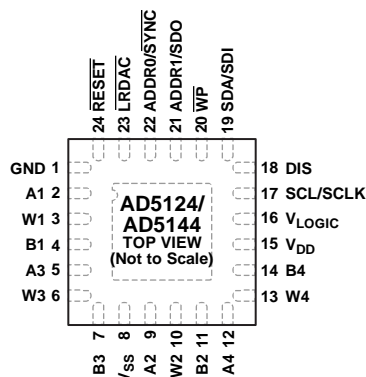 24 RESET
23 LRDAC
22 ADDR0/SYNC
21 ADDR1/SDO
20 WP
19 SDA/SDI
GND 1
A1 2
W1 3
B1 4
A3 5
W3 6
AD5124/
AD5144
TOP VIEW
(Not to Scale)
18 DIS
17 SCL/SCLK
16 VLOGIC
15 VDD
14 B4
13 W4
B3 7
VSS 8
A2 9
W2 10
B2 11
A4 12